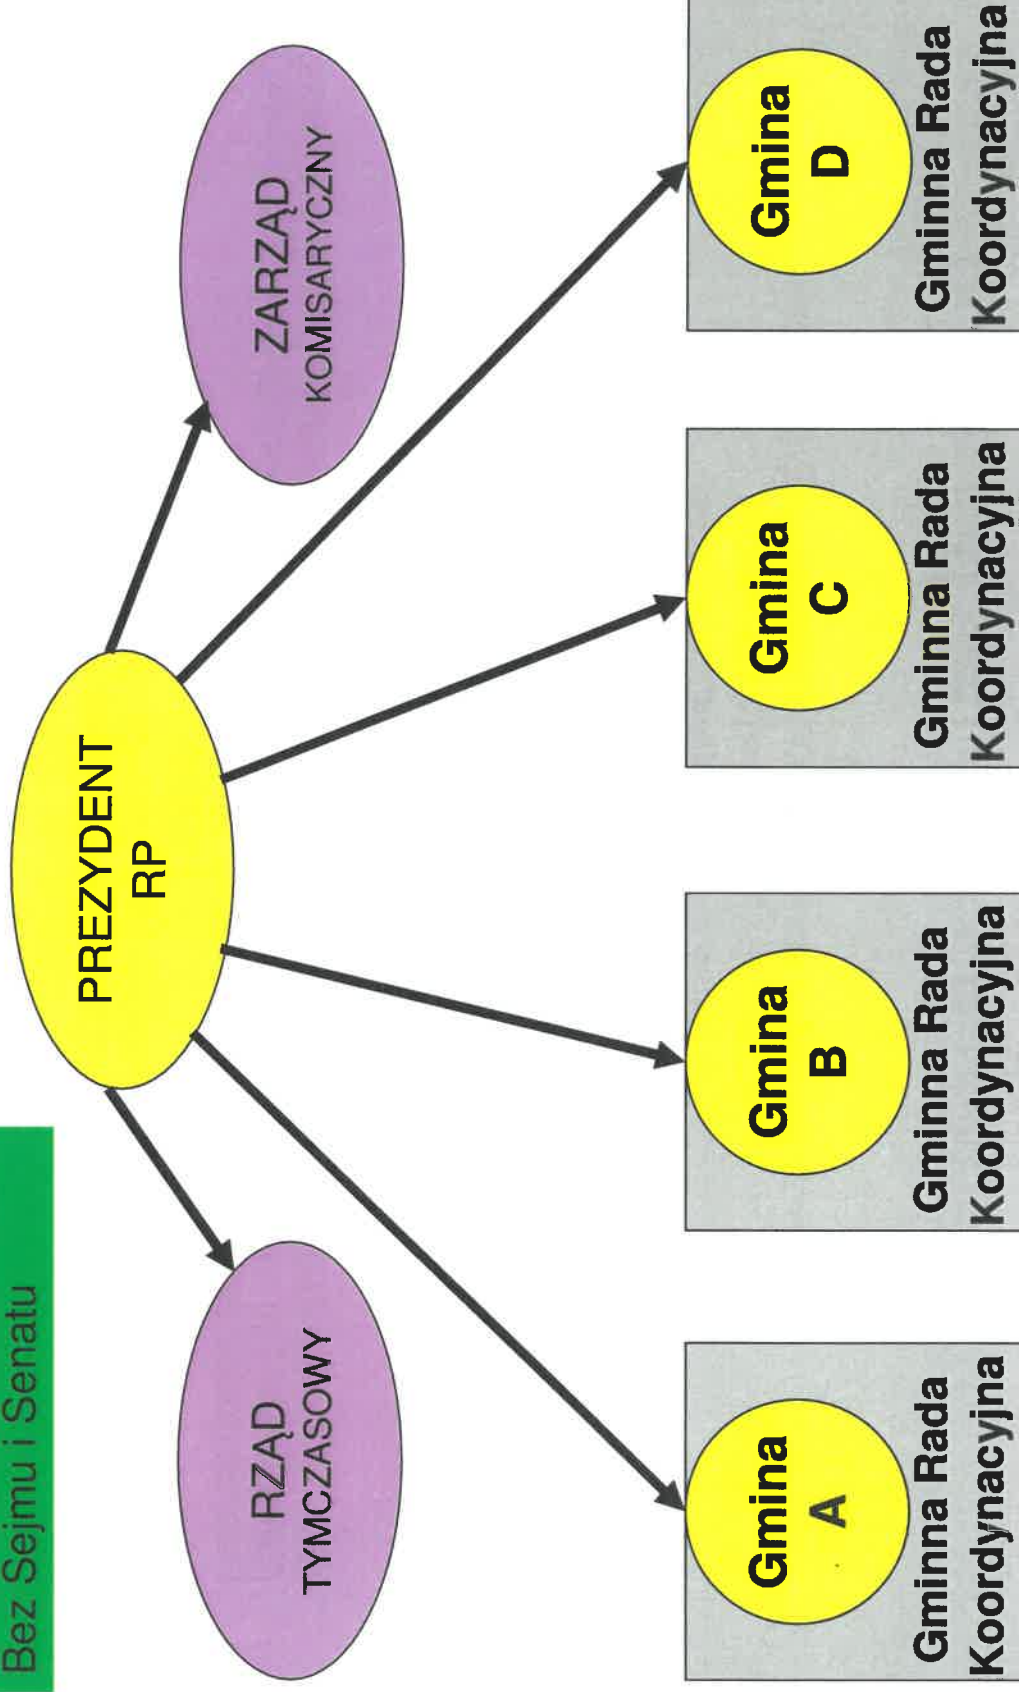 Bez Sejmu i Senatu
PREZYDENT
RP
RZĄD
TYMCZASOWY
ZARZĄD
KOMISARYCZNY
Gmina
A
Gminna Rada
Koordynacyjna
Gmina
B
Gminna Rada
Koordynacyjna
Gmina
C
Gminna Rada
Koordynacyjna
Gmina
D
Gminna Rada
Koordynacyjna